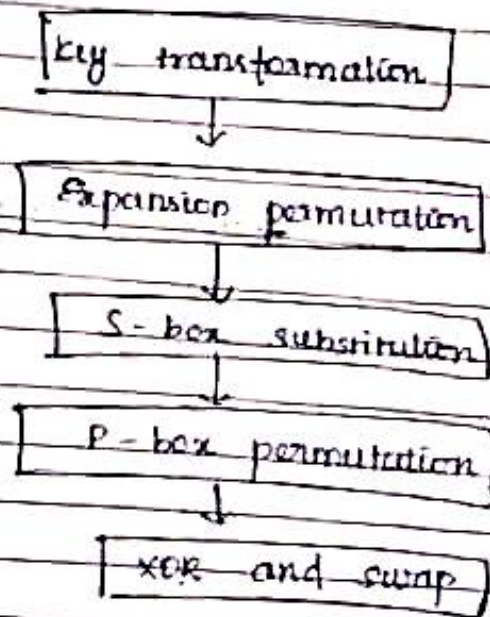 Key transformation
Expansion permutation
S-box substitution
P-box permutation
XOR and swap